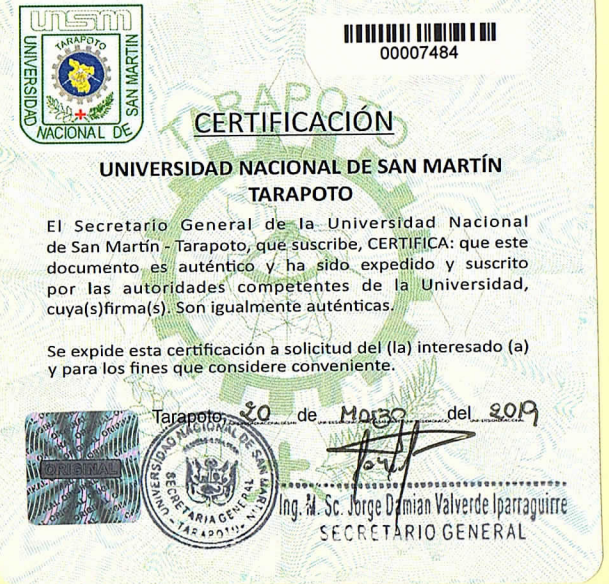 unsm
TARAPOTO
UNIVERSIDAD NACIONAL DE SAN MARTIN
00007484
TARAPOTO
CERTIFICACIÓN
UNIVERSIDAD NACIONAL DE SAN MARTÍN
TARAPOTO
El Secretario General de la Universidad Nacional
de San Martín - Tarapoto, que suscribe, CERTIFICA: que este
documento es auténtico y ha sido expedido y suscrito
por las autoridades competentes de la Universidad,
cuya(s)firma(s). Son igualmente auténticas.
Se expide esta certificación a solicitud del (la) interesado (a)
y para los fines que considere conveniente.
Tarapoto, 20 de Marzo del 2019
ORIGINAL
UNIVERSIDAD NACIONAL DE SAN MARTIN
SECRETARIA GENERAL
- TARAPOTO -
Ing. M. Sc. Jorge Damian Valverde Iparraguirre
SECRETARIO GENERAL